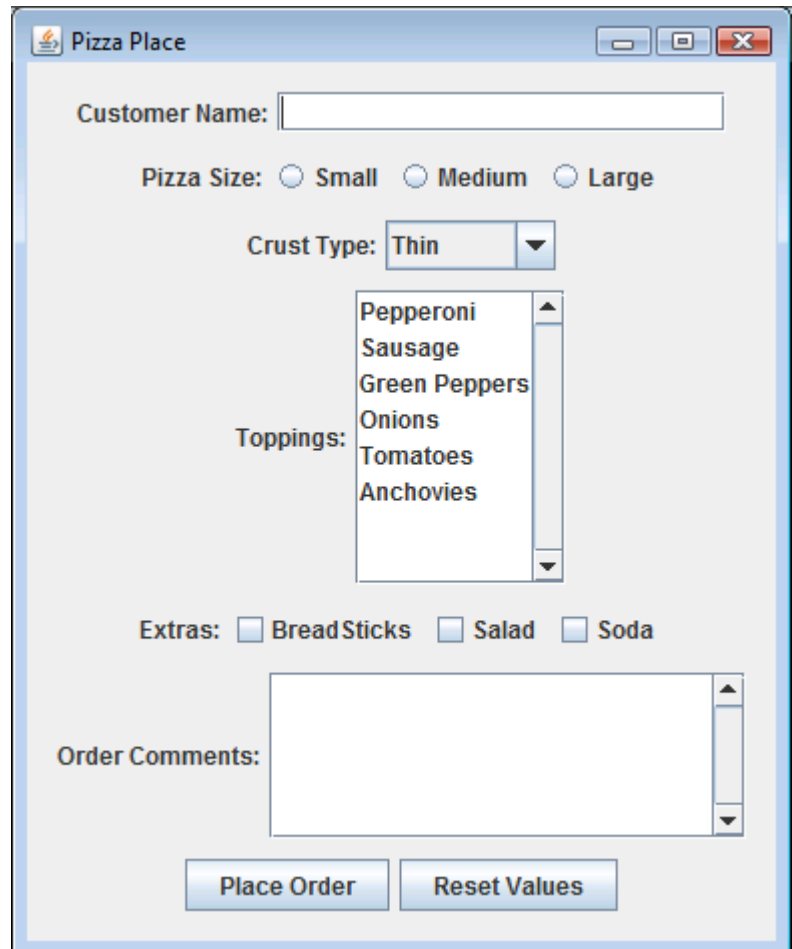 Pizza Place
Customer Name:
Pizza Size: Small Medium Large
Crust Type: Thin
Pepperoni
Sausage
Green Peppers
Onions
Toppings:
Tomatoes
Anchovies
Extras: BreadSticks Salad Soda
Order Comments:
Place Order Reset Values